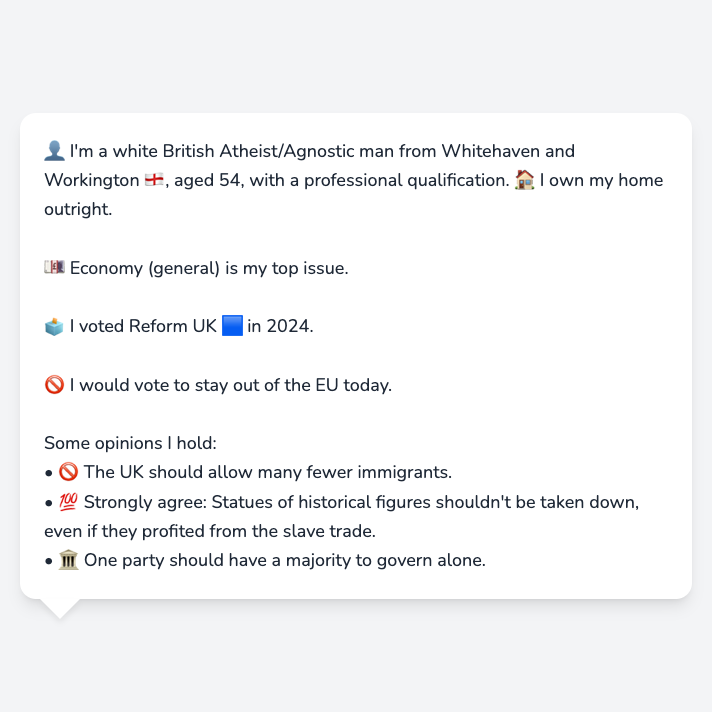 👤 I'm a white British Atheist/Agnostic man from Whitehaven and
Workington 🏴󠁧󠁢󠁥󠁮󠁧󠁿, aged 54, with a professional qualification. 🏠 I own my home
outright.
💷 Economy (general) is my top issue.
🗳️ I voted Reform UK 🟦 in 2024.
🚫 I would vote to stay out of the EU today.
Some opinions I hold:
• 🚫 The UK should allow many fewer immigrants.
• 💯 Strongly agree: Statues of historical figures shouldn't be taken down,
even if they profited from the slave trade.
• 🏛️ One party should have a majority to govern alone.